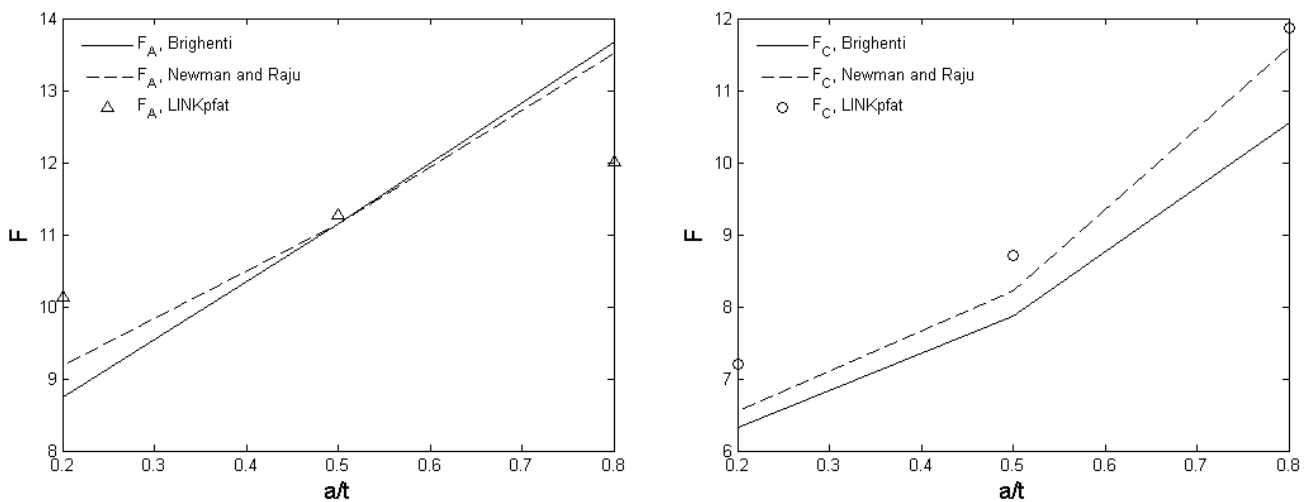 14
13
12
11
10
9
8
F
F_A, Brighenti
F_A, Newman and Raju
F_A, LINKpfat
0.2 0.3 0.4 0.5 0.6 0.7 0.8
a/t
12
11
10
9
8
7
6
F
F_C, Brighenti
F_C, Newman and Raju
F_C, LINKpfat
0.2 0.3 0.4 0.5 0.6 0.7 0.8
a/t